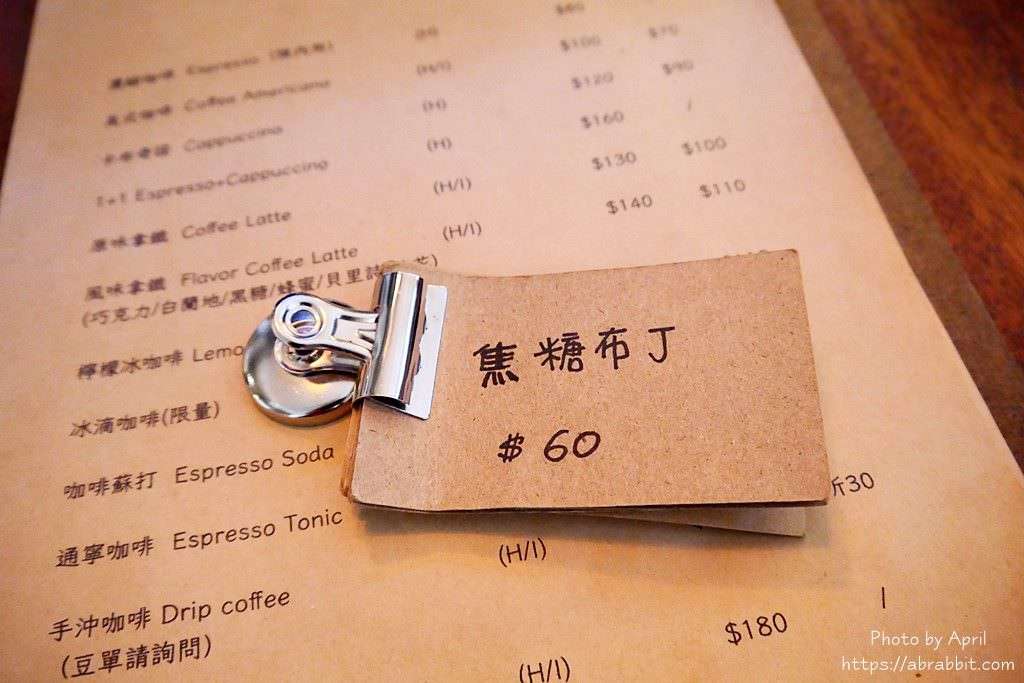 $80
濃縮咖啡 Espresso (限內用)
$100 $70
美式咖啡 Coffee Americano (H/I)
$120 $90
卡布奇諾 Cappuccino (H)
$160 /
1+1 Espresso+Cappuccino (H)
$130 $100
原味拿鐵 Coffee Latte (H/I)
$140 $110
風味拿鐵 Flavor Coffee Latte (H/I)
(巧克力/白蘭地/黑糖/蜂蜜/貝里詩
檸檬冰咖啡 Lemo
冰滴咖啡(限量)
咖啡蘇打 Espresso Soda
通寧咖啡 Espresso Tonic
折30
(H/I)
手沖咖啡 Drip coffee
(豆單請詢問)
$180 /
(H/I)
焦糖布丁
$60
Photo by April
https://abrabbit.com